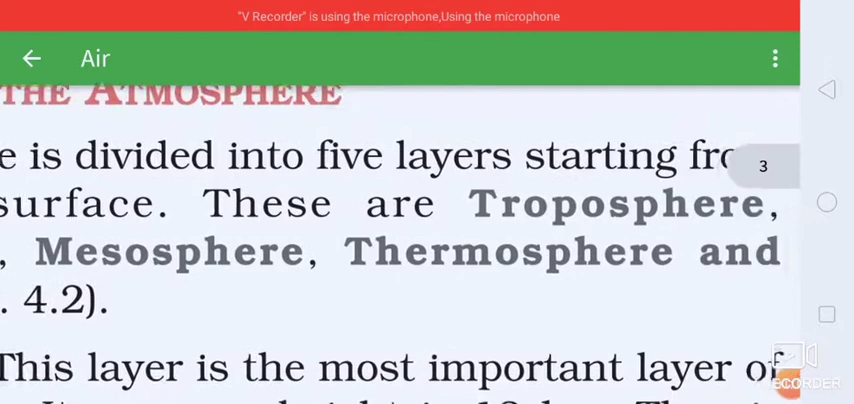 "V Recorder" is using the microphone,Using the microphone
Air
THE ATMOSPHERE
e is divided into five layers starting fro
3
surface. These are Troposphere,
, Mesosphere, Thermosphere and
. 4.2).
This layer is the most important layer of
ECORDER